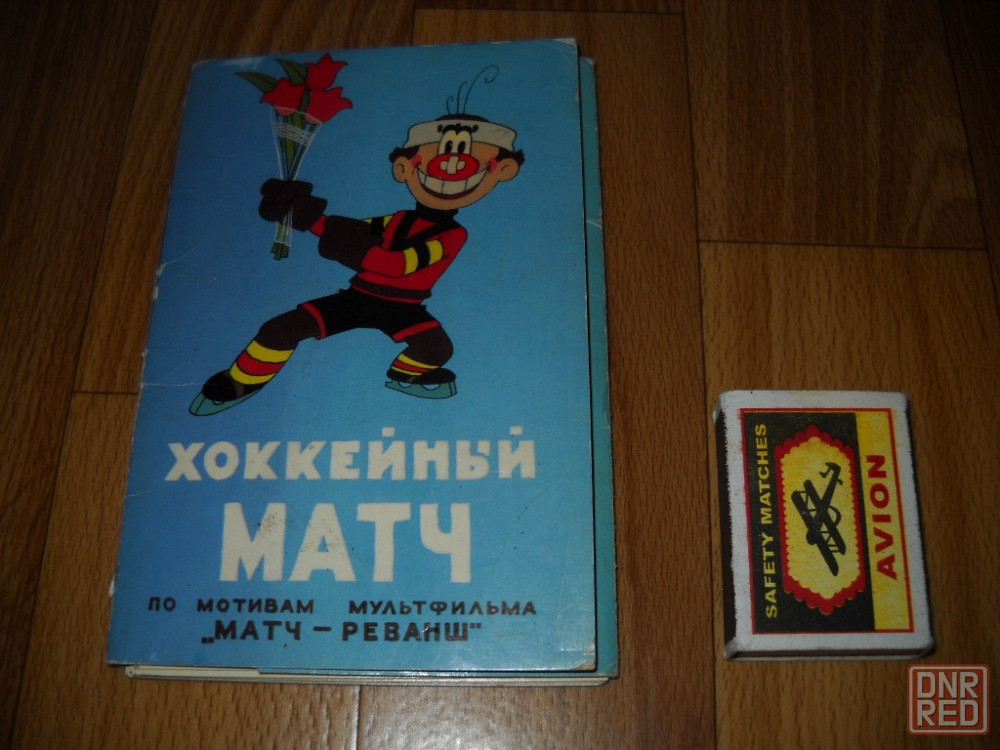 ХОККЕЙНЫЙ
МАТЧ
ПО МОТИВАМ МУЛЬТФИЛЬМА
„МАТЧ – РЕВАНШ"
SAFETY MATCHES
AVION
DNR
RED